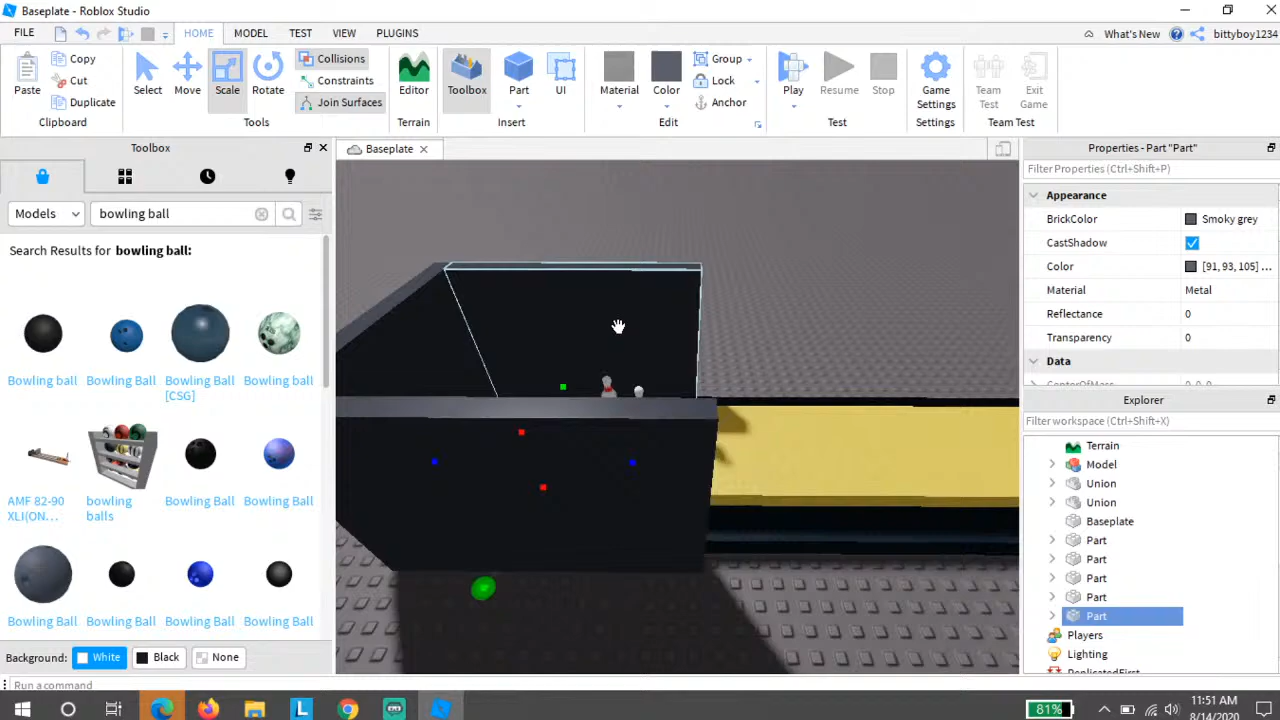 Baseplate - Roblox Studio
FILE HOME MODEL TEST VIEW PLUGINS What's New bittyboy1234
Paste Copy Cut Duplicate Clipboard
Select Move Scale Rotate Collisions Constraints Join Surfaces Tools
Editor Terrain
Toolbox Part UI Insert
Material Color Group Lock Anchor Edit
Play Resume Stop Test
Game Settings Settings
Team Test Exit Game Team Test
Toolbox
Models bowling ball
Search Results for bowling ball:
Bowling ball Bowling Ball Bowling Ball [CSG] Bowling ball
AMF 82-90 XLI(ON... bowling balls Bowling Ball Bowling Ball
Bowling Ball Bowling Ball Bowling Ball Bowling Ball
Background: White Black None
Run a command
Baseplate
Properties - Part "Part"
Filter Properties (Ctrl+Shift+P)
Appearance
BrickColor Smoky grey
CastShadow
Color [91, 93, 105] ...
Material Metal
Reflectance 0
Transparency 0
Data
Explorer
Filter workspace (Ctrl+Shift+X)
Terrain
Model
Union
Union
Baseplate
Part
Part
Part
Part
Part
Players
Lighting
ReplicatedFirst
81%
11:51 AM
8/14/2020